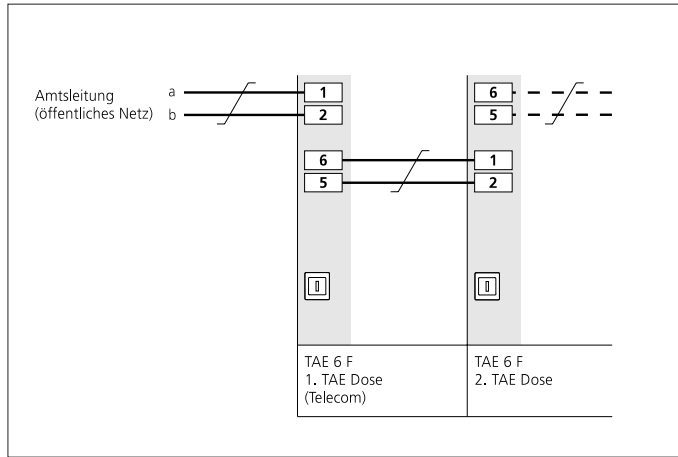 Amtsleitung
(öffentliches Netz)
a
b
1
2
6
5
6
5
1
2
TAE 6 F
1. TAE Dose
(Telecom)
TAE 6 F
2. TAE Dose